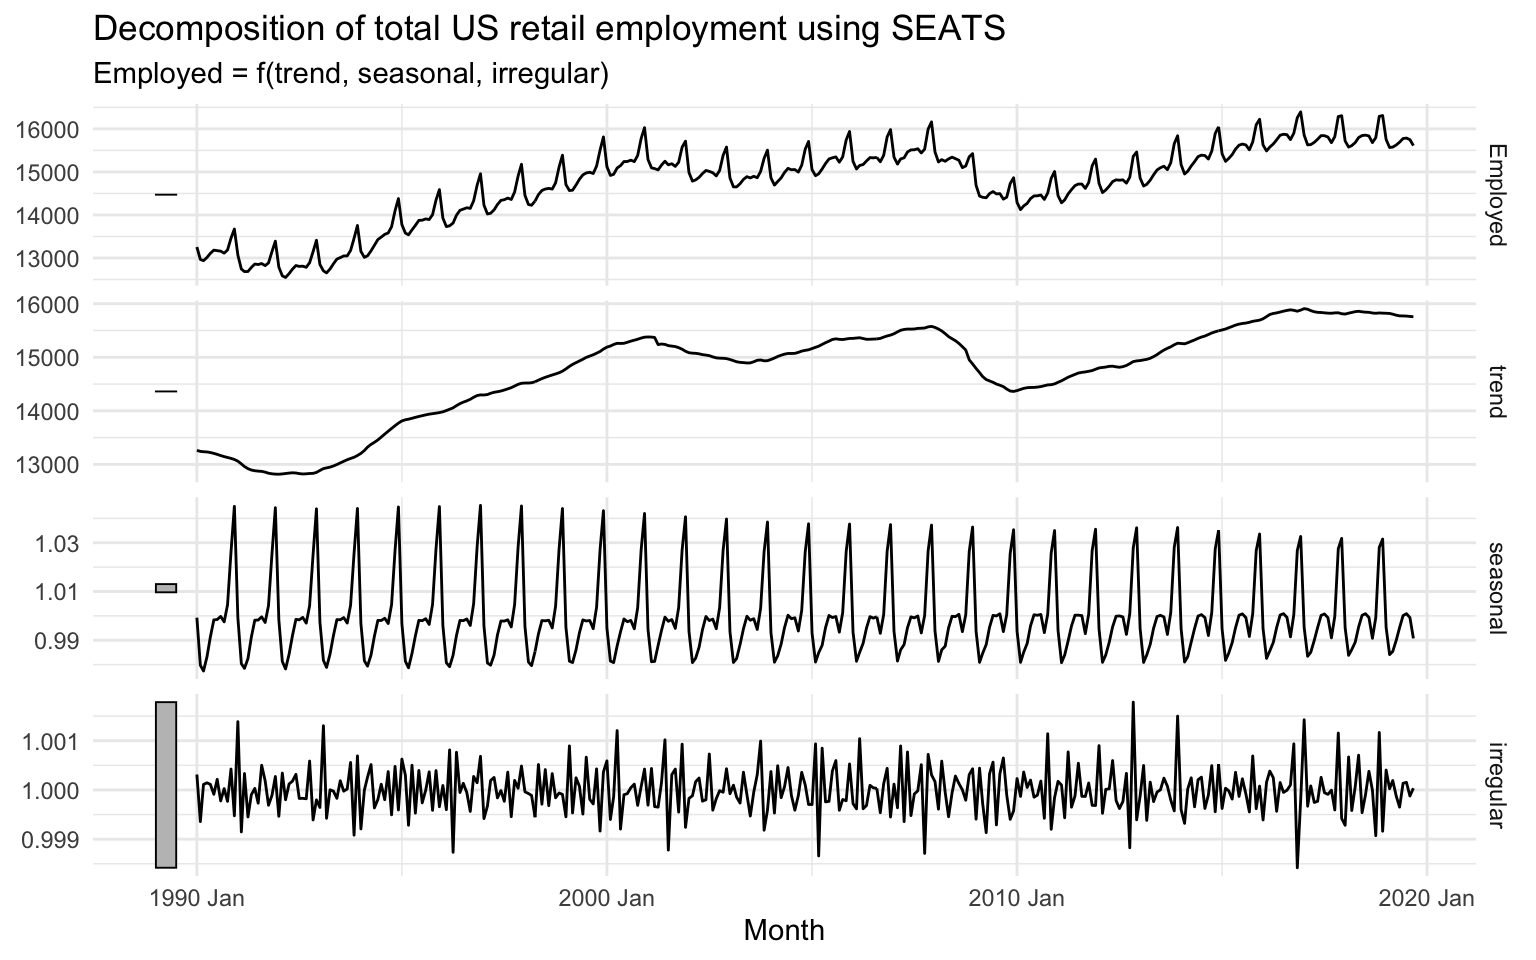 Decomposition of total US retail employment using SEATS
Employed = f(trend, seasonal, irregular)
16000
15000
14000
13000
Employed
16000
15000
14000
13000
trend
1.03
1.01
0.99
seasonal
1.001
1.000
0.999
irregular
1990 Jan
2000 Jan
2010 Jan
2020 Jan
Month